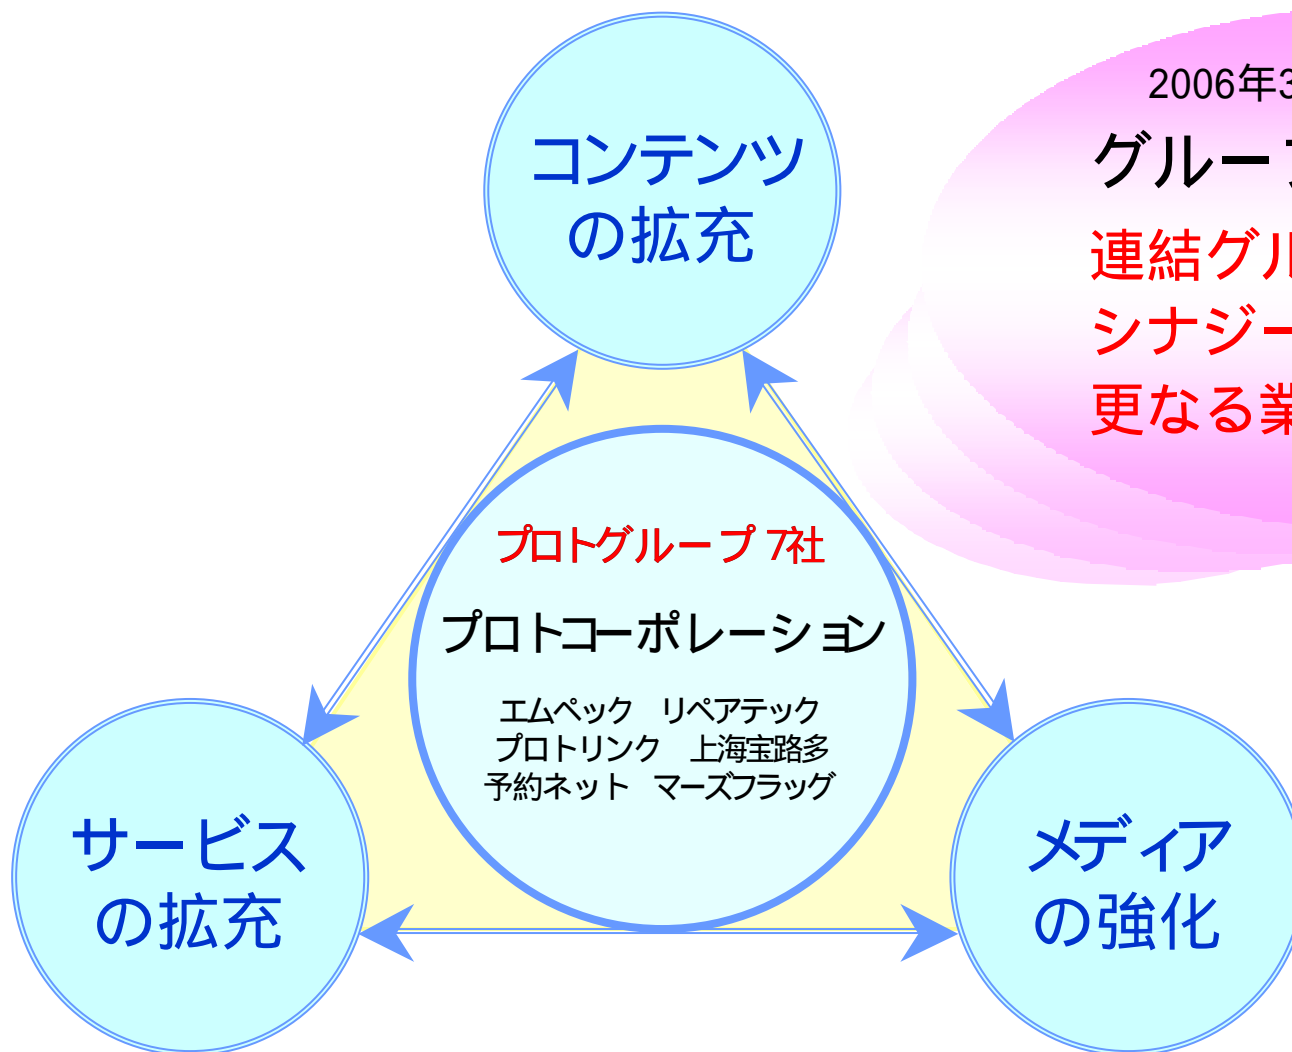 コンテンツ
の拡充
2006年3
グルー
連結グル
シナジー
更なる業
プロトグループ 7社
プロトコーポレーション
エムペック　リペアテック
プロトリンク　上海宝路多
予約ネット　マーズフラッグ
サービス
の拡充
メディア
の強化